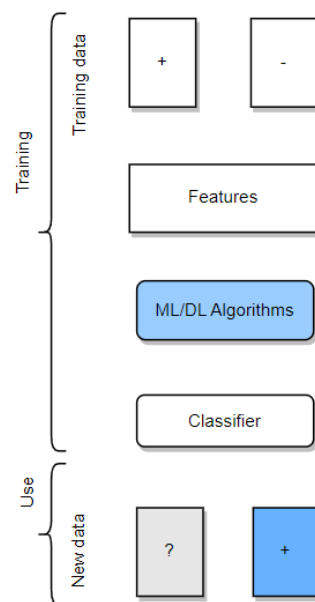 Training
Training data
+
-
Features
ML/DL Algorithms
Classifier
Use
New data
?
+